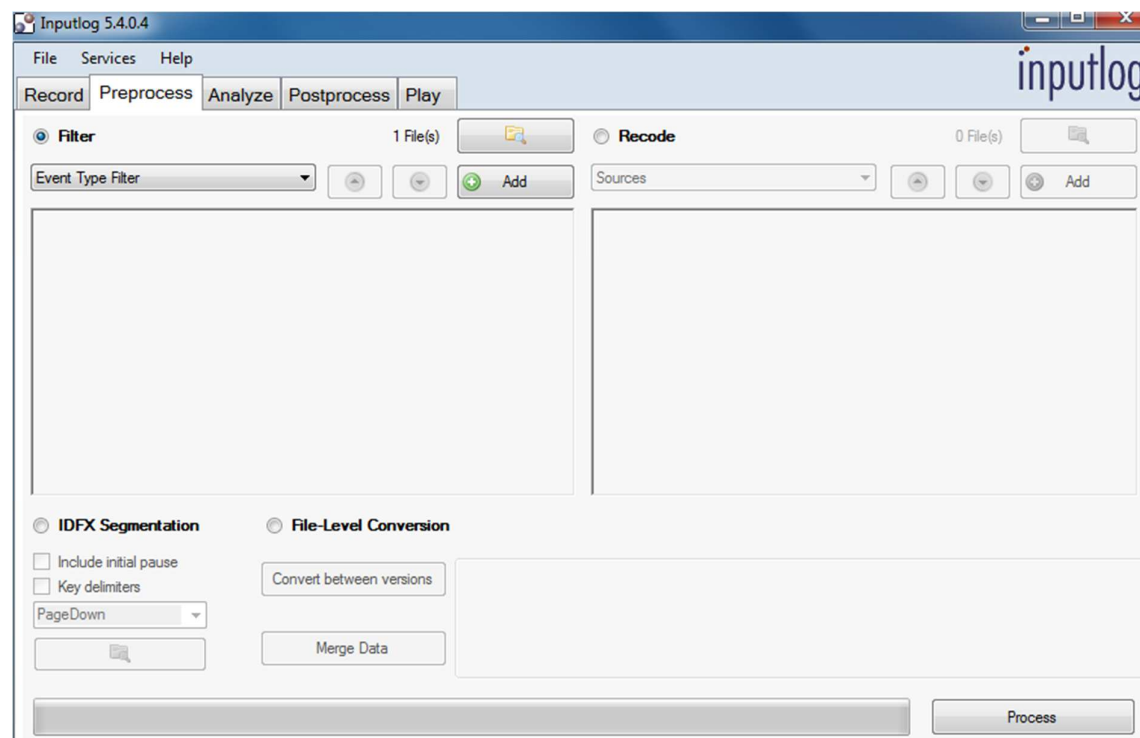 Inputlog 5.4.0.4
File Services Help
inputlog
Record Preprocess Analyze Postprocess Play
Filter 1 File(s) Recode 0 File(s)
Event Type Filter Add Sources Add
IDFX Segmentation File-Level Conversion
Include initial pause
Key delimiters
Convert between versions
PageDown
Merge Data
Process